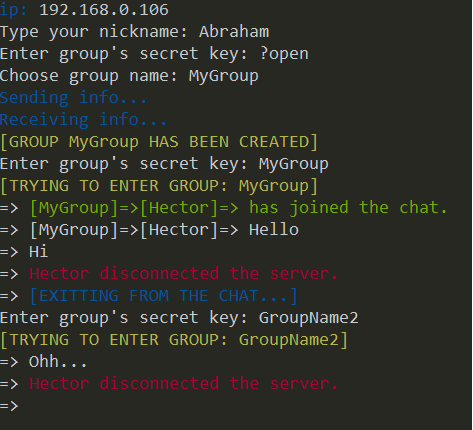 ip: 192.168.0.106
Type your nickname: Abraham
Enter group's secret key: ?open
Choose group name: MyGroup
Sending info...
Receiving info...
[GROUP MyGroup HAS BEEN CREATED]
Enter group's secret key: MyGroup
[TRYING TO ENTER GROUP: MyGroup]
=> [MyGroup]=>[Hector]=> has joined the chat.
=> [MyGroup]=>[Hector]=> Hello
=> Hi
=> Hector disconnected the server.
=> [EXITTING FROM THE CHAT...]
Enter group's secret key: GroupName2
[TRYING TO ENTER GROUP: GroupName2]
=> Ohh...
=> Hector disconnected the server.
=>